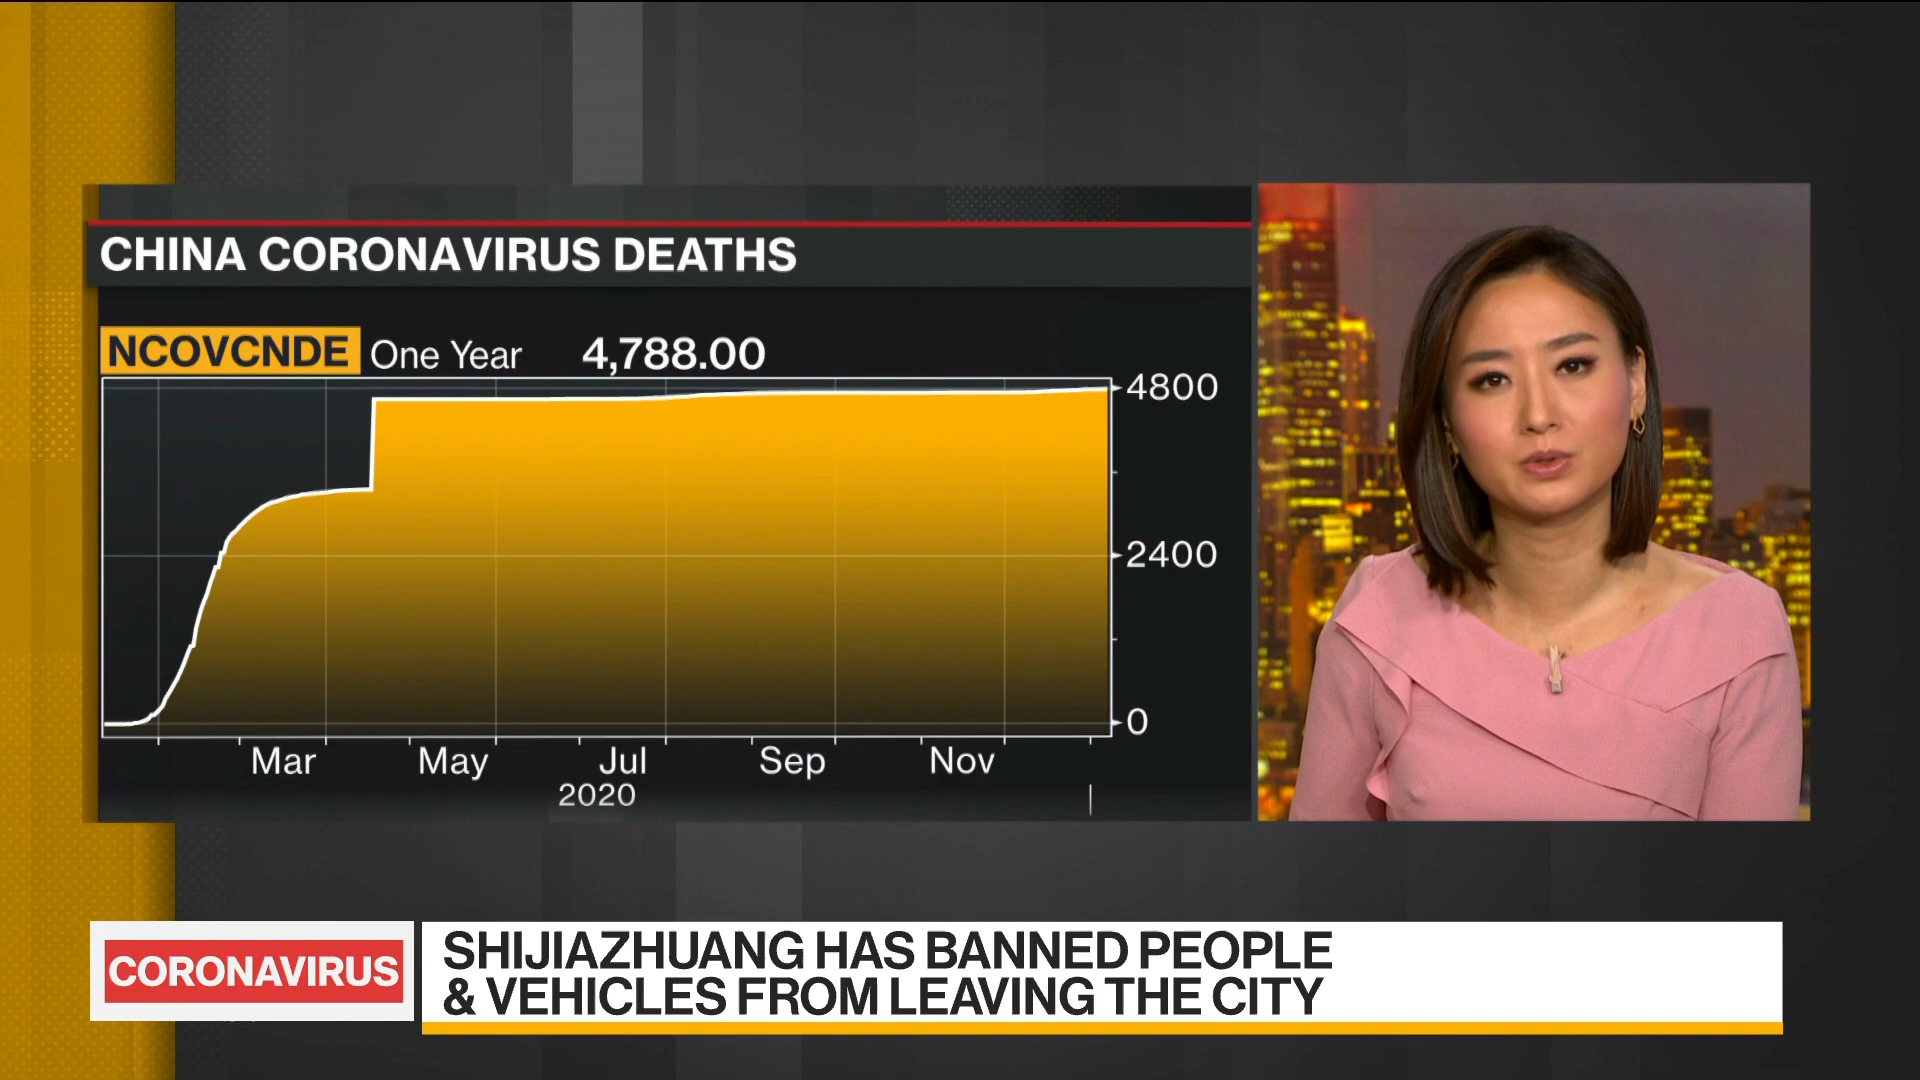 CHINA CORONAVIRUS DEATHS
NCOVCNDE One Year 4,788.00
4800
2400
0
Mar May Jul Sep Nov
2020
CORONAVIRUS
SHIJIAZHUANG HAS BANNED PEOPLE
& VEHICLES FROM LEAVING THE CITY